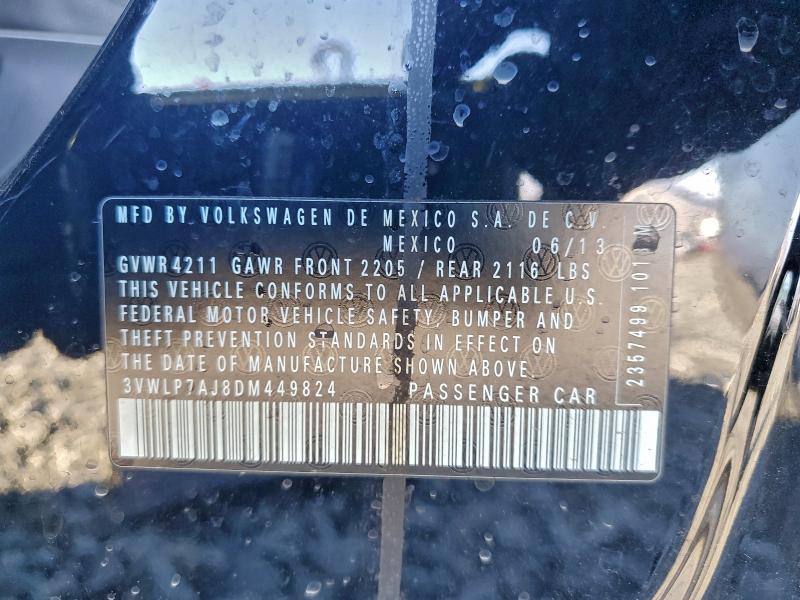 MFD BY VOLKSWAGEN DE MEXICO S.A. DE C.V.
MEXICO 06/13
GVWR 4211 GAWR FRONT 2205 / REAR 2116 LBS
THIS VEHICLE CONFORMS TO ALL APPLICABLE U.S.
FEDERAL MOTOR VEHICLE SAFETY, BUMPER AND
THEFT PREVENTION STANDARDS IN EFFECT ON
THE DATE OF MANUFACTURE SHOWN ABOVE.
3VWLP7AJ8DM449824 PASSENGER CAR
2357499 101 M